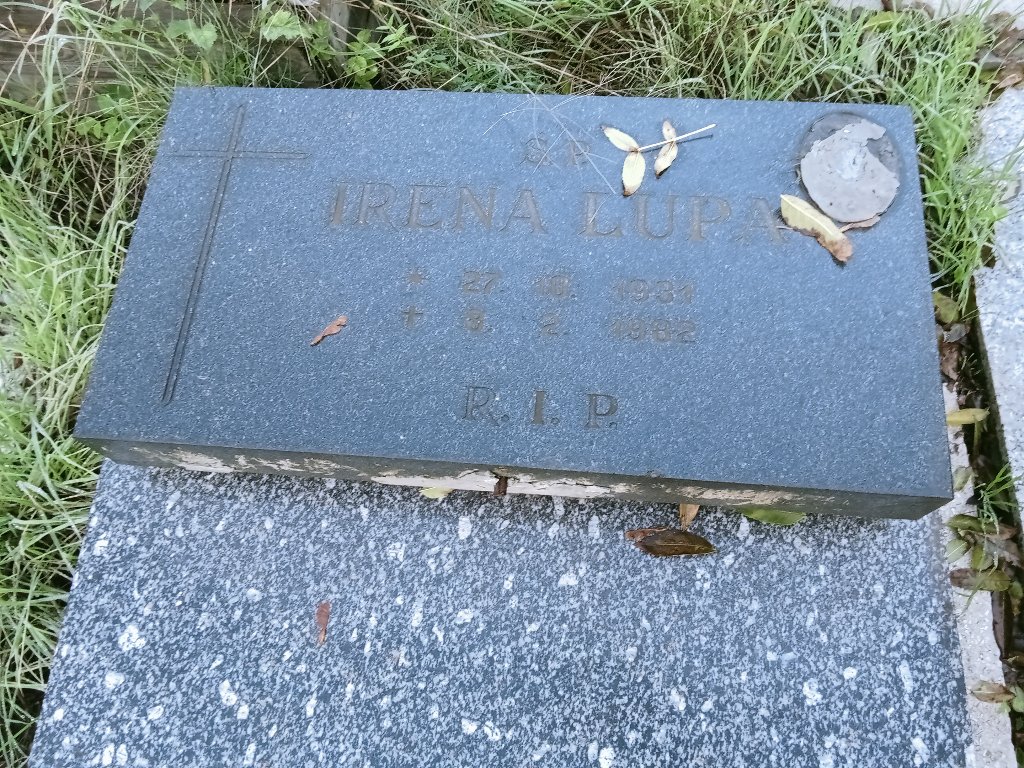 Ś. P.
IRENA LUPA
* 27. 10. 1931
† 3. 2. 1982
R. I. P.